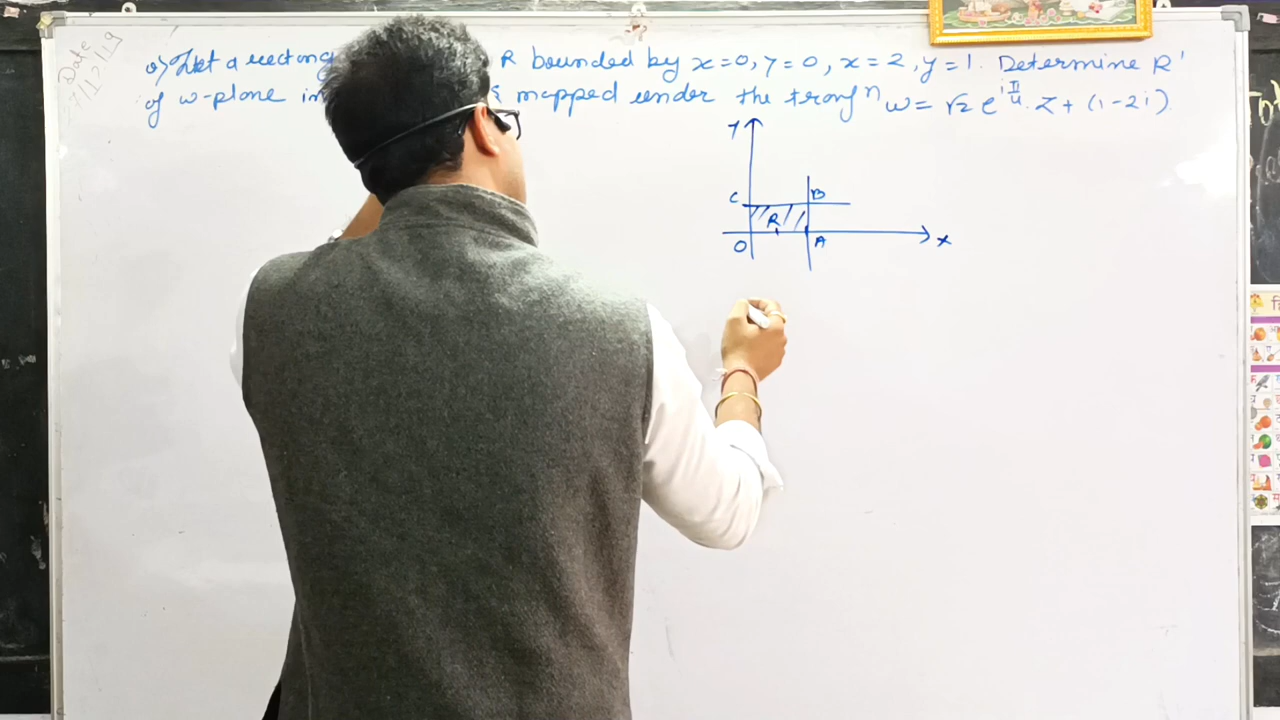 Date
7/12/19
Q) Let a rectang R bounded by x=0, y=0, x=2, y=1. Determine R'
of w-plane in mapped under the transfⁿ w = √2 e^{iπ/4}. z + (1-2i).
y
C B
R
O A x